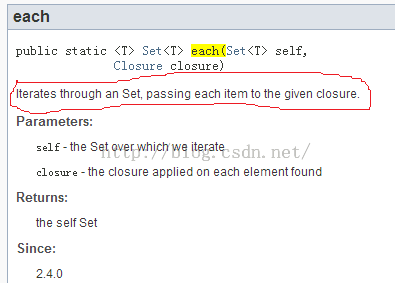 each
public static <T> Set<T> each(Set<T> self,
Closure closure)
Iterates through an Set, passing each item to the given closure.
Parameters:
self - the Set over which we iterate
http://blog.csdn.net/
closure - the closure applied on each element found
Returns:
the self Set
Since:
2.4.0